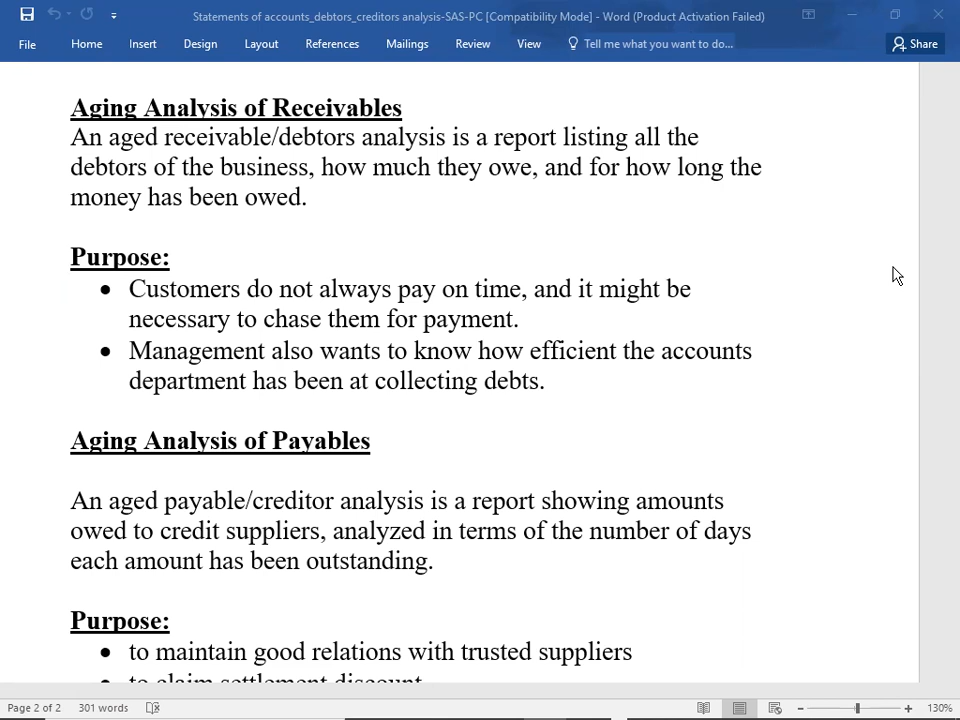 Statements of accounts_debtors_creditors analysis-SAS-PC [Compatibility Mode] - Word (Product Activation Failed)
File Home Insert Design Layout References Mailings Review View Tell me what you want to do... Share
Aging Analysis of Receivables
An aged receivable/debtors analysis is a report listing all the
debtors of the business, how much they owe, and for how long the
money has been owed.
Purpose:
• Customers do not always pay on time, and it might be
necessary to chase them for payment.
• Management also wants to know how efficient the accounts
department has been at collecting debts.
Aging Analysis of Payables
An aged payable/creditor analysis is a report showing amounts
owed to credit suppliers, analyzed in terms of the number of days
each amount has been outstanding.
Purpose:
• to maintain good relations with trusted suppliers
• to claim settlement discount
Page 2 of 2 301 words 130%